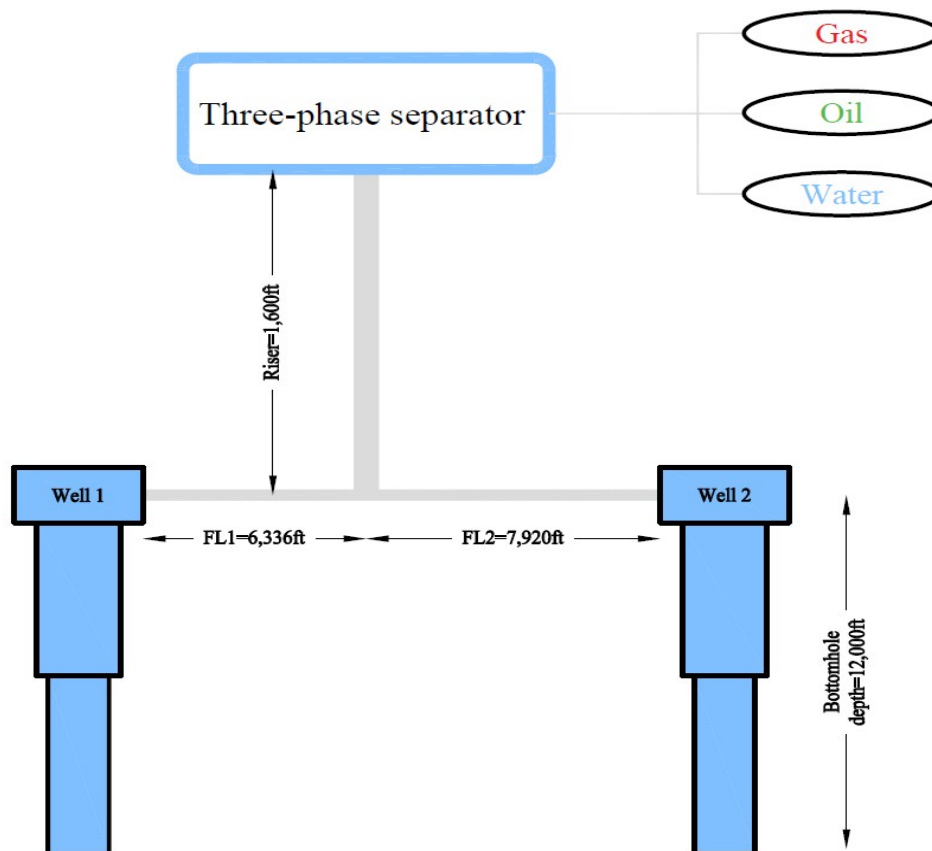 Gas
Three-phase separator
Oil
Water
Riser=1,600ft
Well 1
Well 2
FL1=6,336ft
FL2=7,920ft
Bottomhole
depth=12,000ft